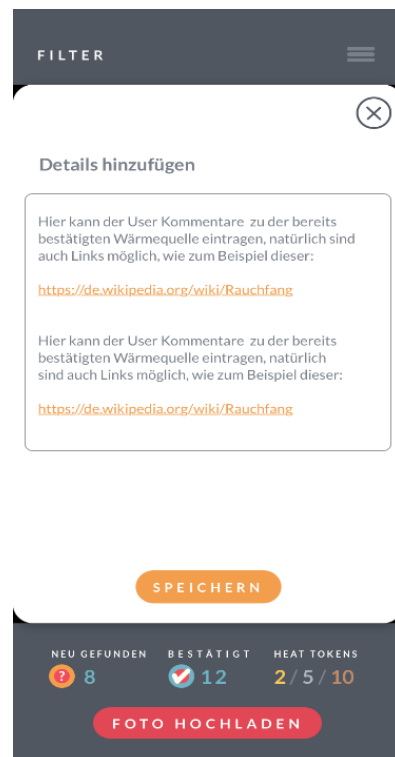 FILTER
Details hinzufügen
Hier kann der User Kommentare zu der bereits
bestätigten Wärmequelle eintragen, natürlich sind
auch Links möglich, wie zum Beispiel dieser:
https://de.wikipedia.org/wiki/Rauchfang
Hier kann der User Kommentare zu der bereits
bestätigten Wärmequelle eintragen, natürlich
sind auch Links möglich, wie zum Beispiel dieser:
https://de.wikipedia.org/wiki/Rauchfang
SPEICHERN
NEU GEFUNDEN BESTÄTIGT HEAT TOKENS
? 8 12 2 / 5 / 10
FOTO HOCHLADEN